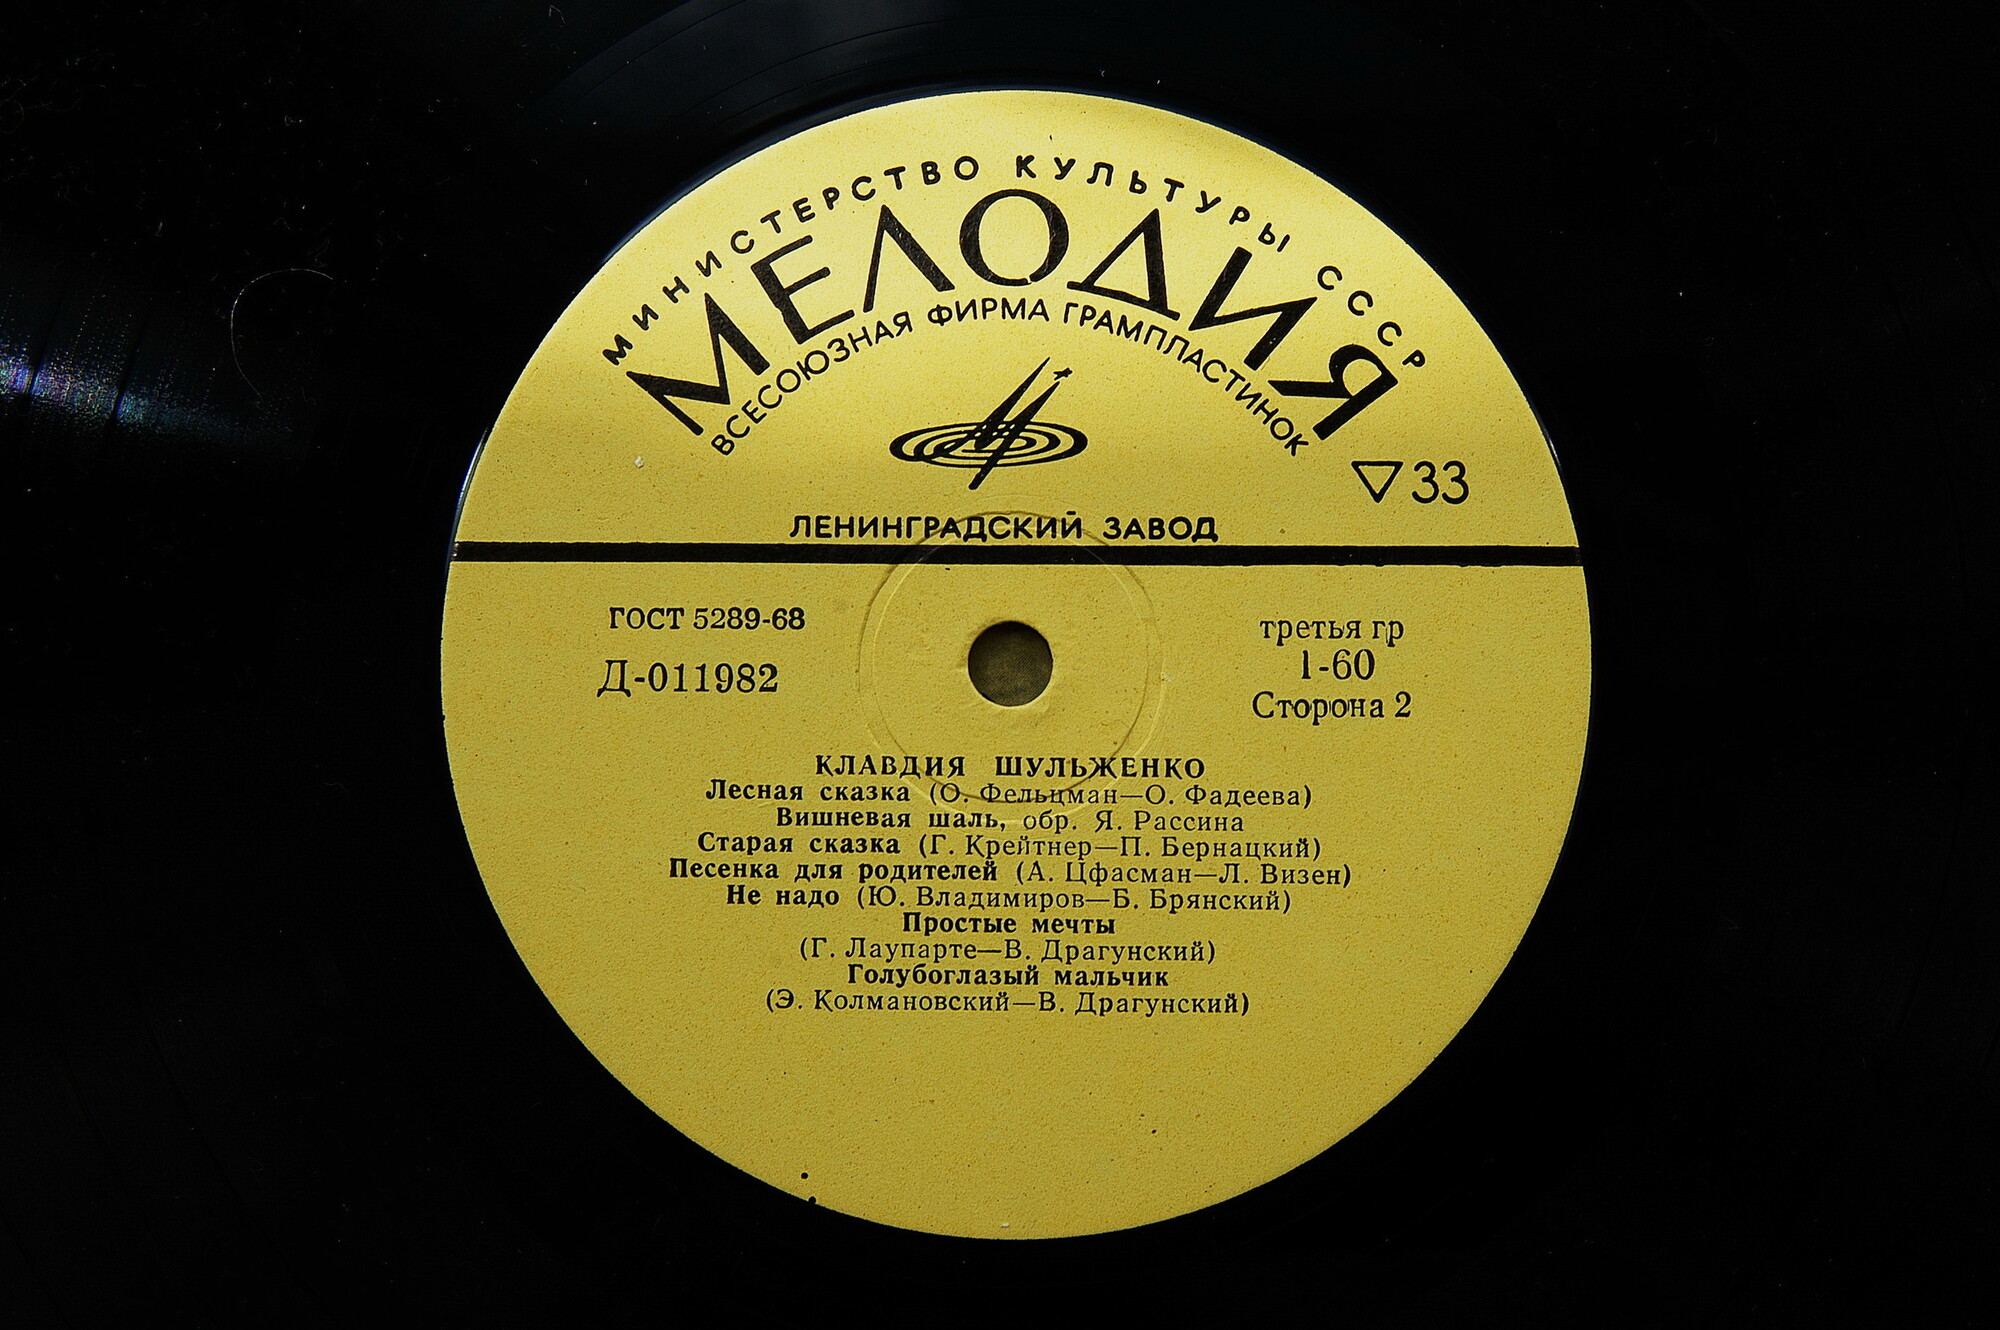 МИНИСТЕРСТВО КУЛЬТУРЫ СССР
МЕЛОДИЯ
ВСЕСОЮЗНАЯ ФИРМА ГРАМПЛАСТИНОК
33
ЛЕНИНГРАДСКИЙ ЗАВОД
ГОСТ 5289-68
Д-011982
третья гр
1-60
Сторона 2
КЛАВДИЯ ШУЛЬЖЕНКО
Лесная сказка (О. Фельцман—О. Фадеева)
Вишневая шаль, обр. Я. Рассина
Старая сказка (Г. Крейтнер—П. Бернацкий)
Песенка для родителей (А. Цфасман—Л. Визен)
Не надо (Ю. Владимиров—Б. Брянский)
Простые мечты
(Г. Лаупарте—В. Драгунский)
Голубоглазый мальчик
(Э. Колмановский—В. Драгунский)